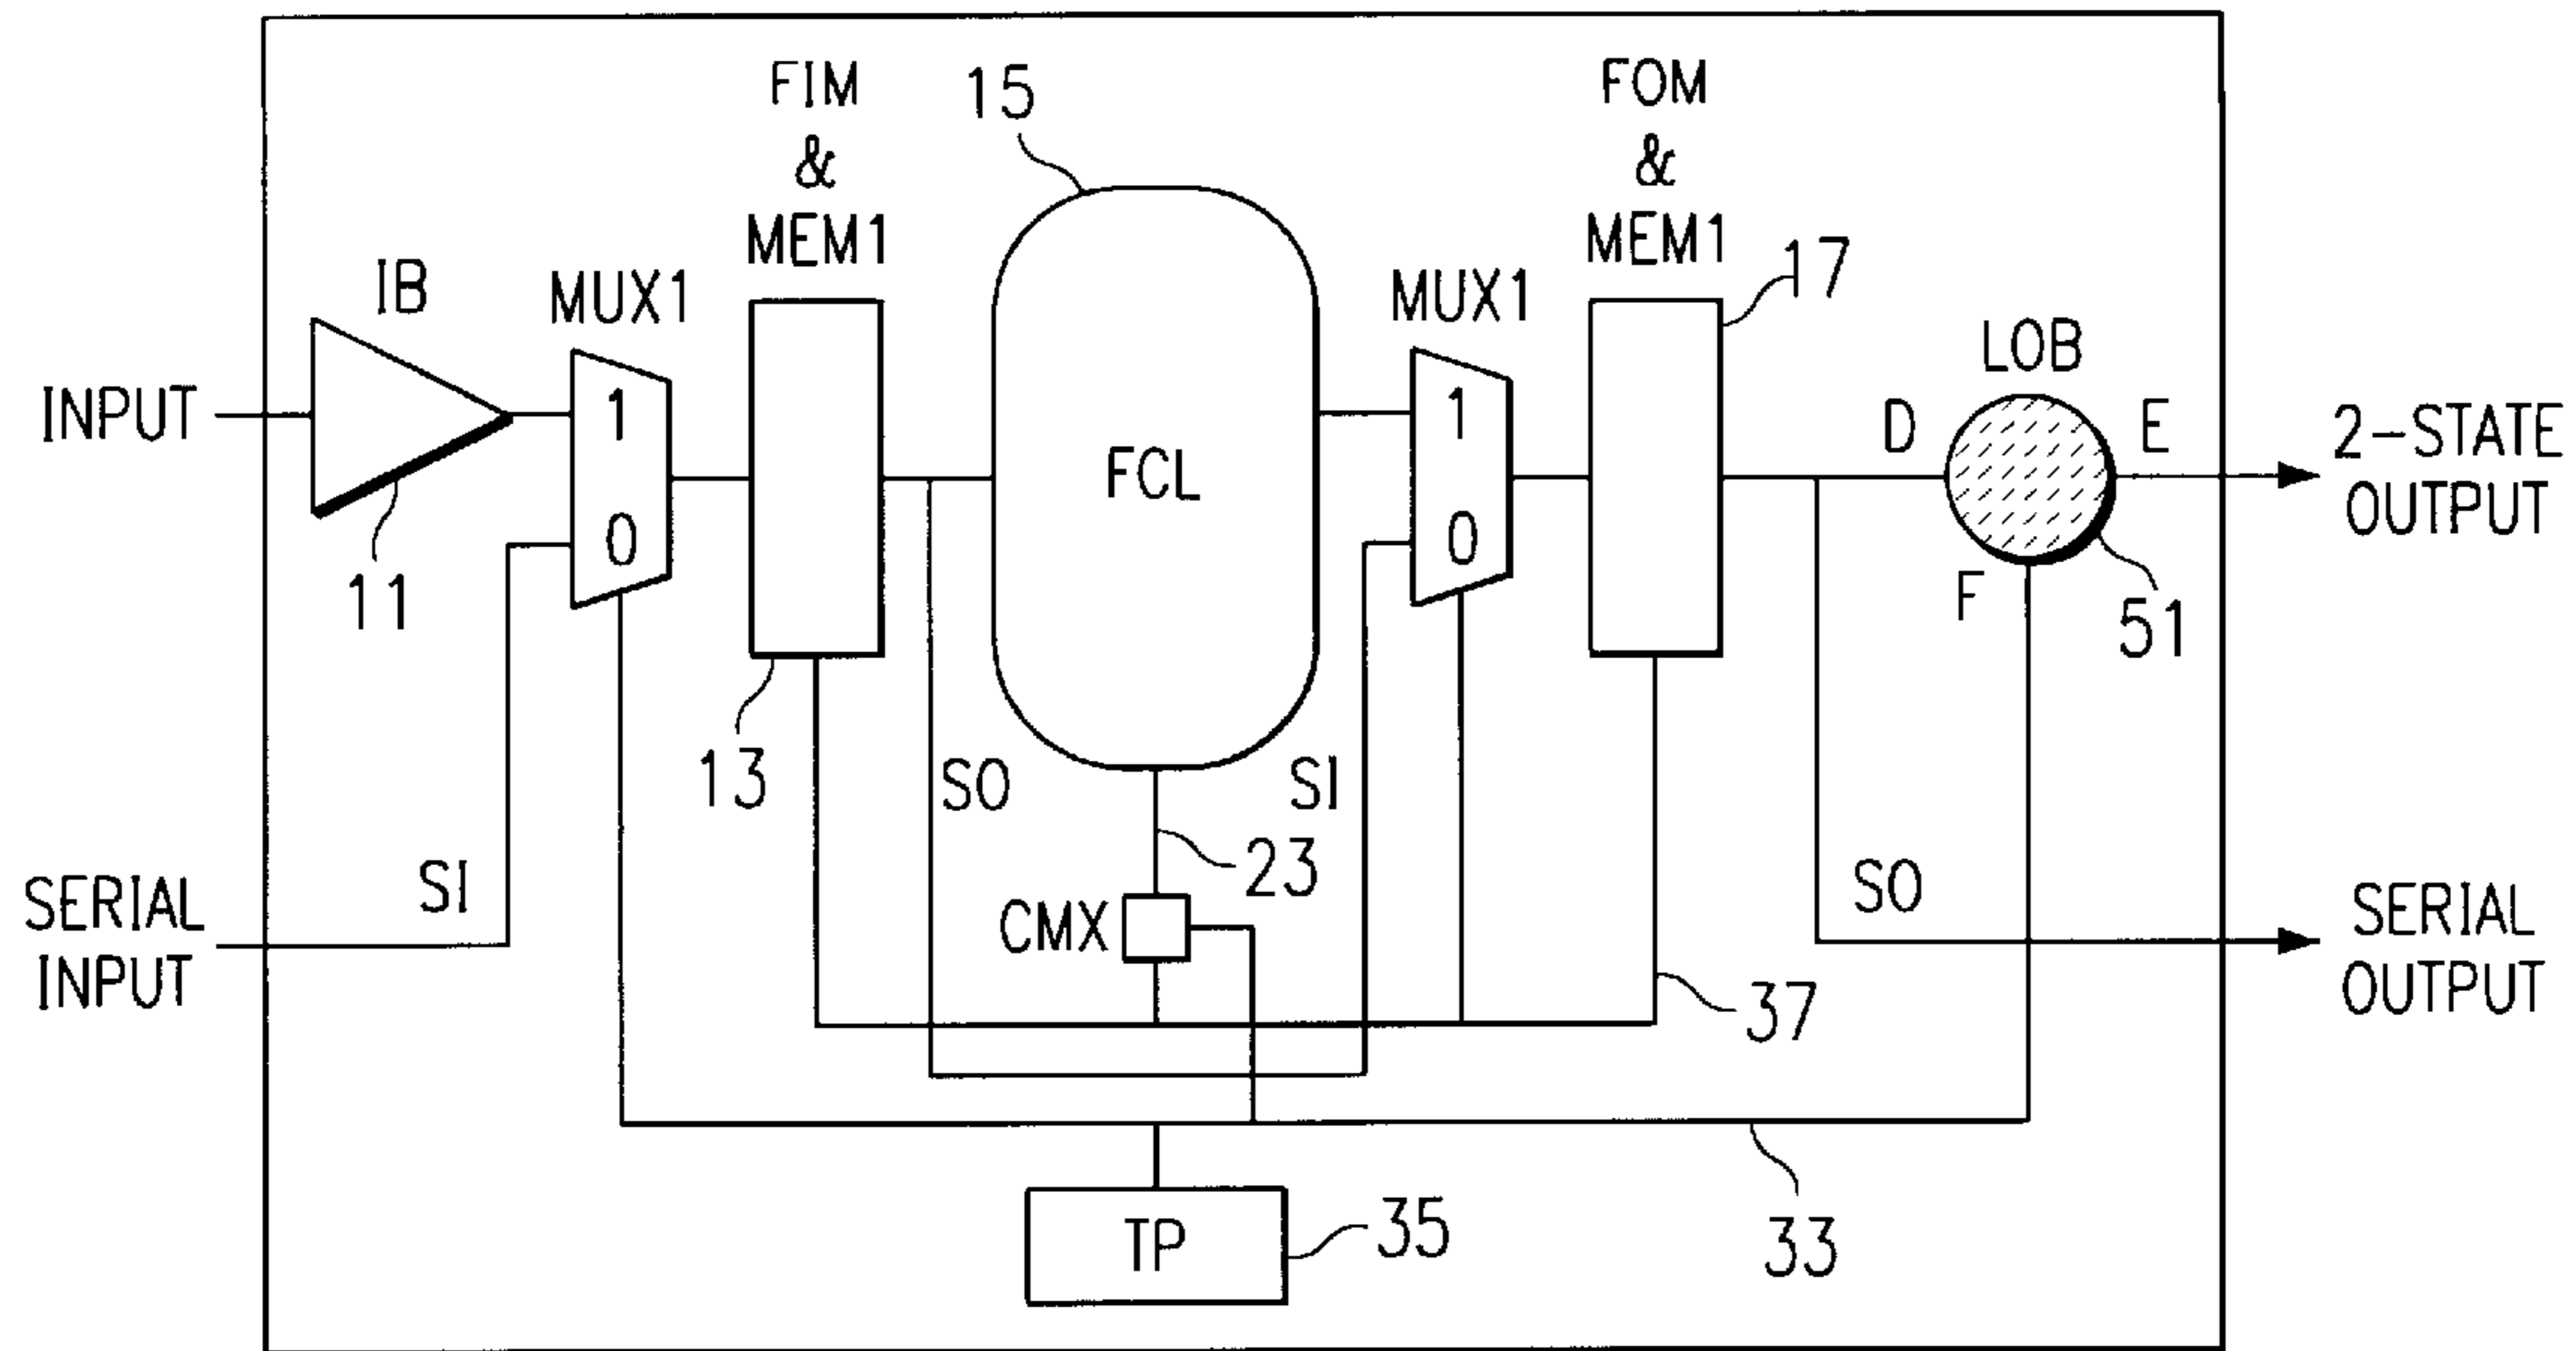 FIM
&
MEM1
15
FOM
&
MEM1
17
IB
MUX1
MUX1
LOB
INPUT
1
0
FCL
1
0
D
E
F
2-STATE
OUTPUT
11
51
13
SO
SI
23
SI
SERIAL
INPUT
CMX
SO
SERIAL
OUTPUT
37
TP
35
33